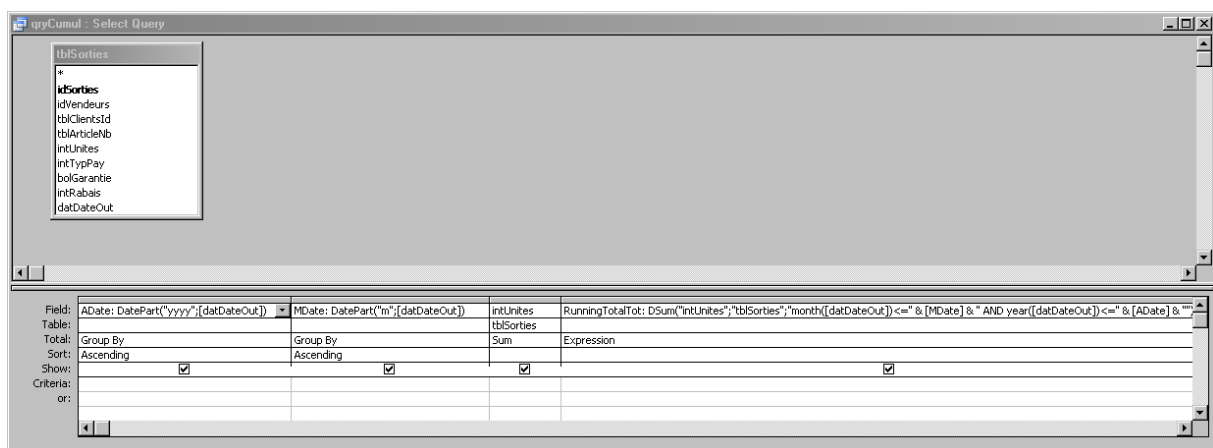 qryCumul : Select Query
tblSorties
*
idSorties
idVendeurs
tblClientsId
tblArticleNb
intUnites
intTypPay
bolGarantie
intRabais
datDateOut
Field: ADate: DatePart("yyyy";[datDateOut]) MDate: DatePart("m";[datDateOut]) intUnites RunningTotalTot: DSum("intUnites";"tblSorties";"month([datDateOut])<=" & [MDate] & " AND year([datDateOut])<=" & [ADate] & "")
Table: tblSorties
Total: Group By Group By Sum Expression
Sort: Ascending Ascending
Show:
Criteria:
or: